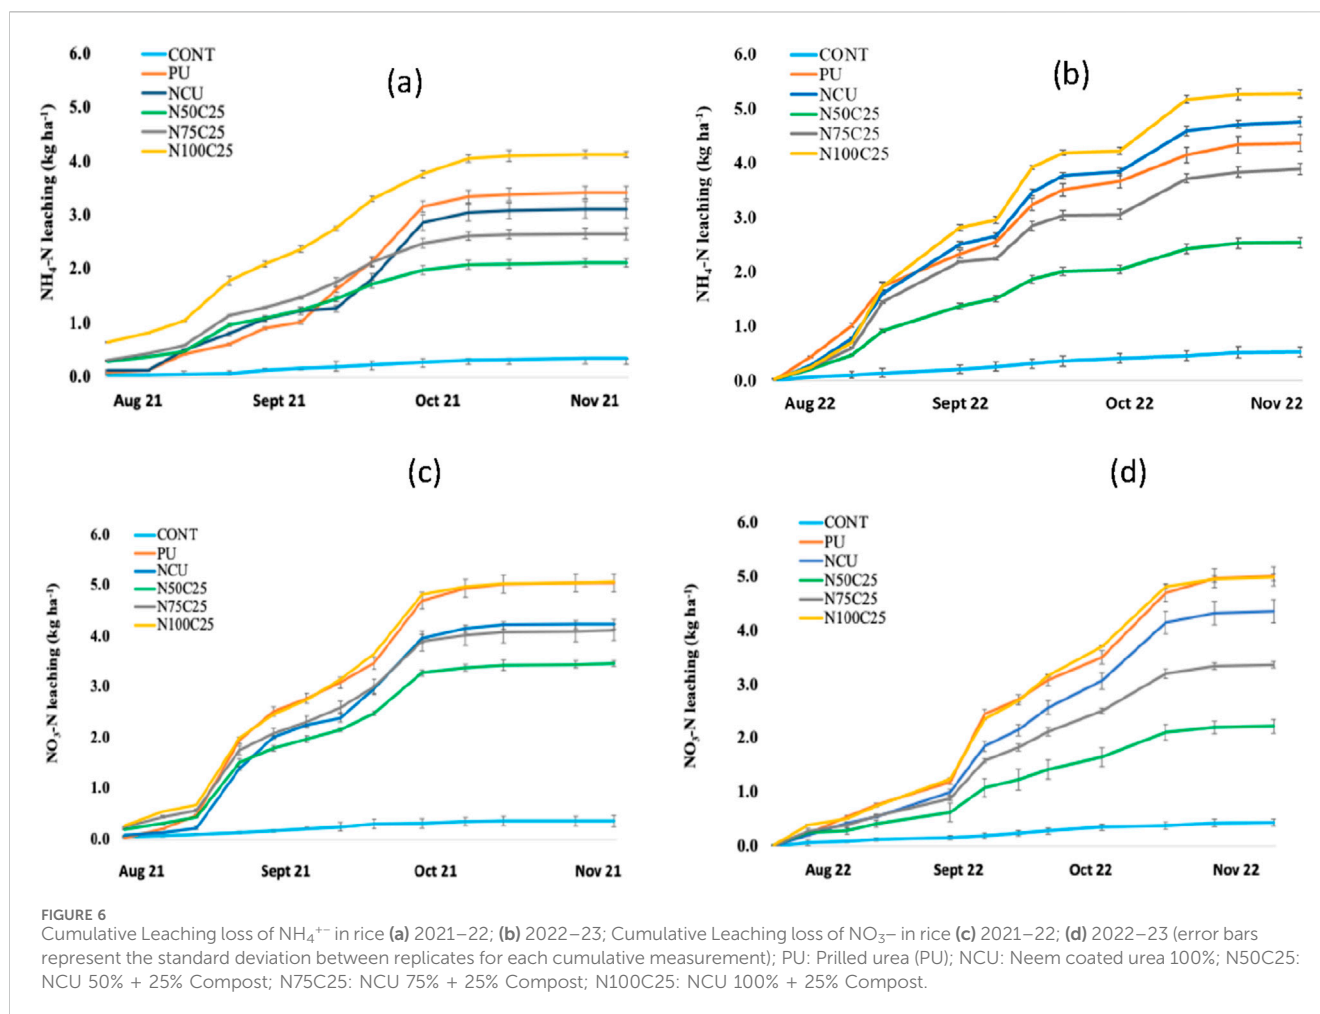 (a)
6.0
5.0
4.0
3.0
2.0
1.0
0.0
NH₄-N leaching (kg ha⁻¹)
CONT
PU
NCU
N50C25
N75C25
N100C25
Aug 21
Sept 21
Oct 21
Nov 21
(b)
6.0
5.0
4.0
3.0
2.0
1.0
0.0
NH₄-N leaching (kg ha⁻¹)
CONT
PU
NCU
N50C25
N75C25
N100C25
Aug 22
Sept 22
Oct 22
Nov 22
(c)
6.0
5.0
4.0
3.0
2.0
1.0
0.0
NO₃-N leaching (kg ha⁻¹)
CONT
PU
NCU
N50C25
N75C25
N100C25
Aug 21
Sept 21
Oct 21
Nov 21
(d)
6.0
5.0
4.0
3.0
2.0
1.0
0.0
NO₃-N leaching (kg ha⁻¹)
CONT
PU
NCU
N50C25
N75C25
N100C25
Aug 22
Sept 22
Oct 22
Nov 22
FIGURE 6
Cumulative Leaching loss of NH₄⁺⁻ in rice (a) 2021–22; (b) 2022–23; Cumulative Leaching loss of NO₃– in rice (c) 2021–22; (d) 2022–23 (error bars
represent the standard deviation between replicates for each cumulative measurement); PU: Prilled urea (PU); NCU: Neem coated urea 100%; N50C25:
NCU 50% + 25% Compost; N75C25: NCU 75% + 25% Compost; N100C25: NCU 100% + 25% Compost.